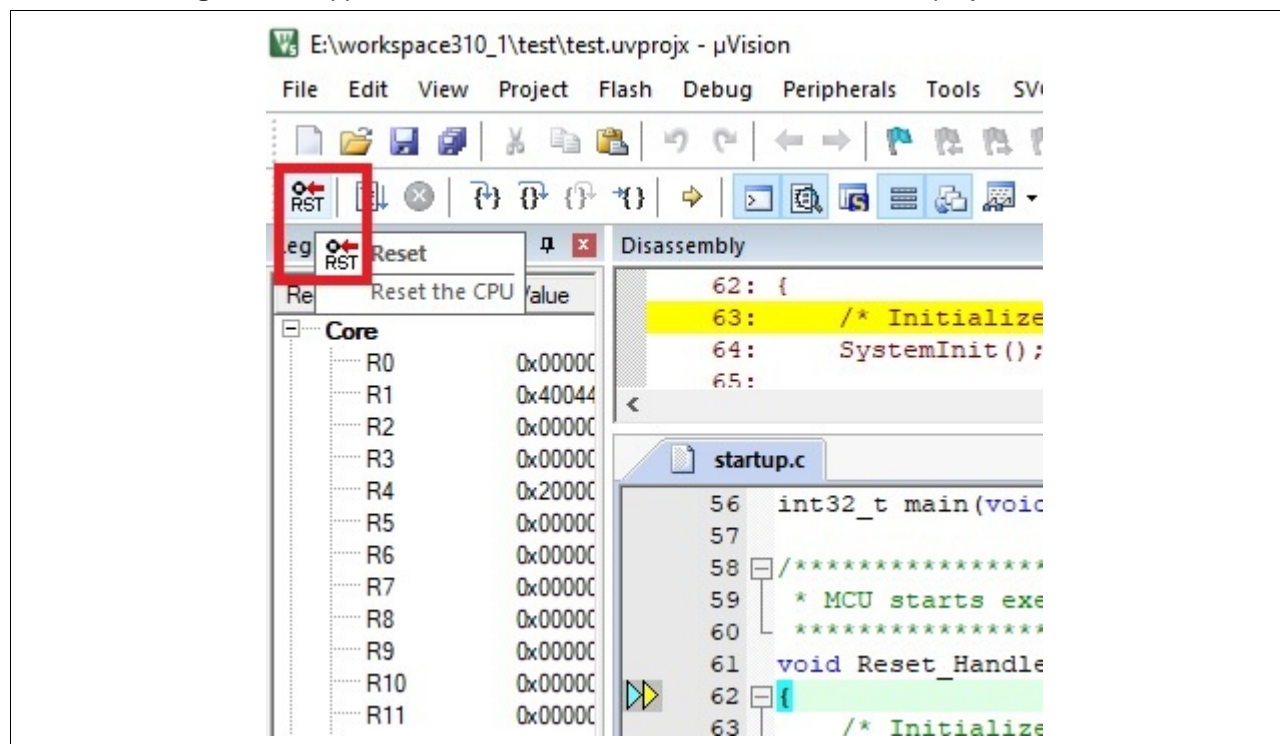 E:\workspace310_1\test\test.uvprojx - µVision
File Edit View Project Flash Debug Peripherals Tools
RST
RST Reset
Reset the CPU
Disassembly
Value
62: {
63: /* Initialize
64: SystemInit();
65:
Core
R0 0x00000
R1 0x40044
R2 0x00000
R3 0x00000
R4 0x20000
R5 0x00000
R6 0x00000
R7 0x00000
R8 0x00000
R9 0x00000
R10 0x00000
R11 0x00000
startup.c
56 int32_t main(void
57
58 /*****************
59 * MCU starts exe
60 *****************
61 void Reset_Handle
62 {
63 /* Initialize